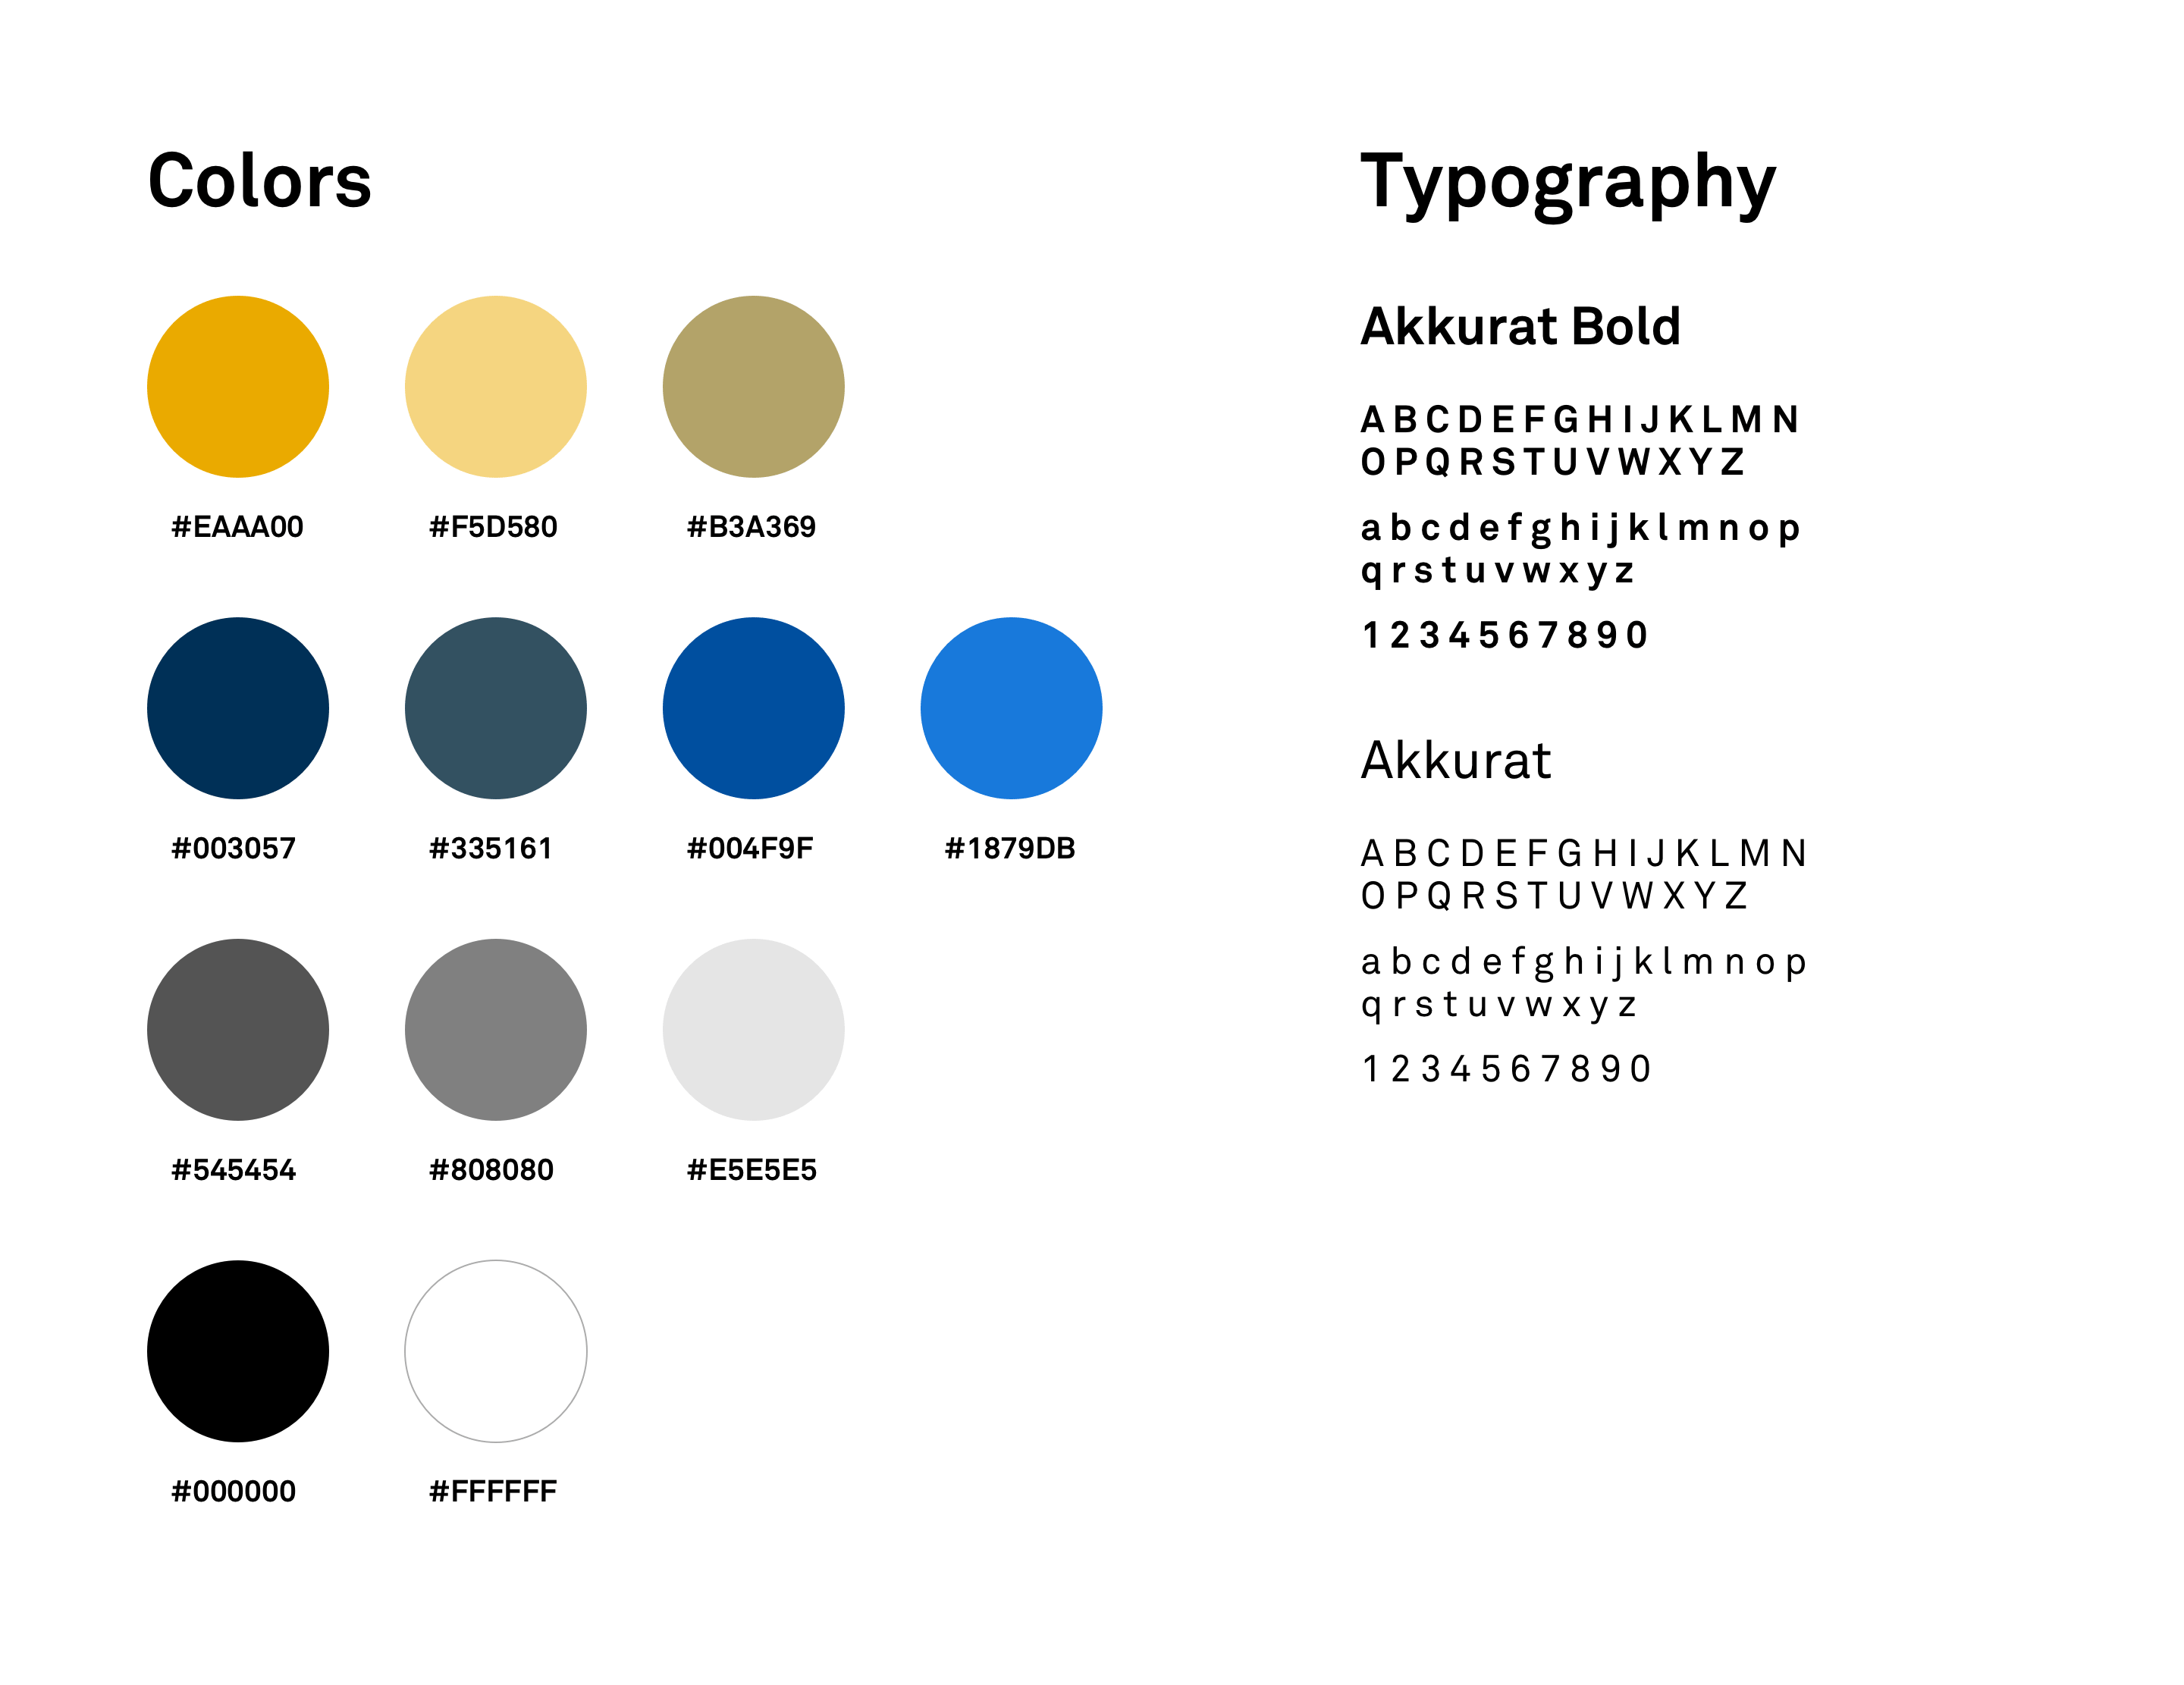 Colors
#EAAA00 #F5D580 #B3A369
#003057 #335161 #004F9F #1879DB
#545454 #808080 #E5E5E5
#000000 #FFFFFF
Typography
Akkurat Bold
A B C D E F G H I J K L M N
O P Q R S T U V W X Y Z
a b c d e f g h i j k l m n o p
q r s t u v w x y z
1 2 3 4 5 6 7 8 9 0
Akkurat
A B C D E F G H I J K L M N
O P Q R S T U V W X Y Z
a b c d e f g h i j k l m n o p
q r s t u v w x y z
1 2 3 4 5 6 7 8 9 0